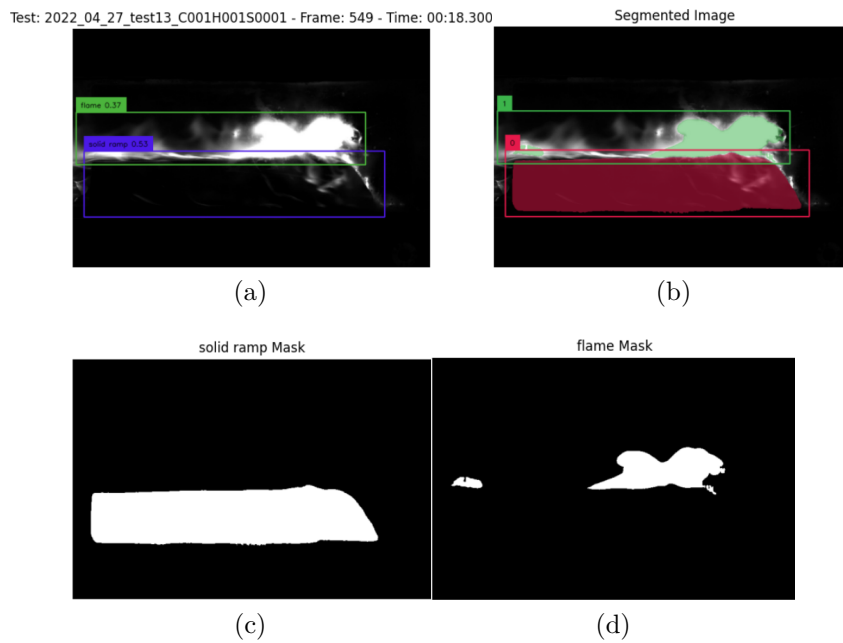 Test: 2022_04_27_test13_C001H001S0001 - Frame: 549 - Time: 00:18.300
Segmented Image
flame 0.37
solid ramp 0.53
1
0
1
(a)
(b)
solid ramp Mask
flame Mask
(c)
(d)